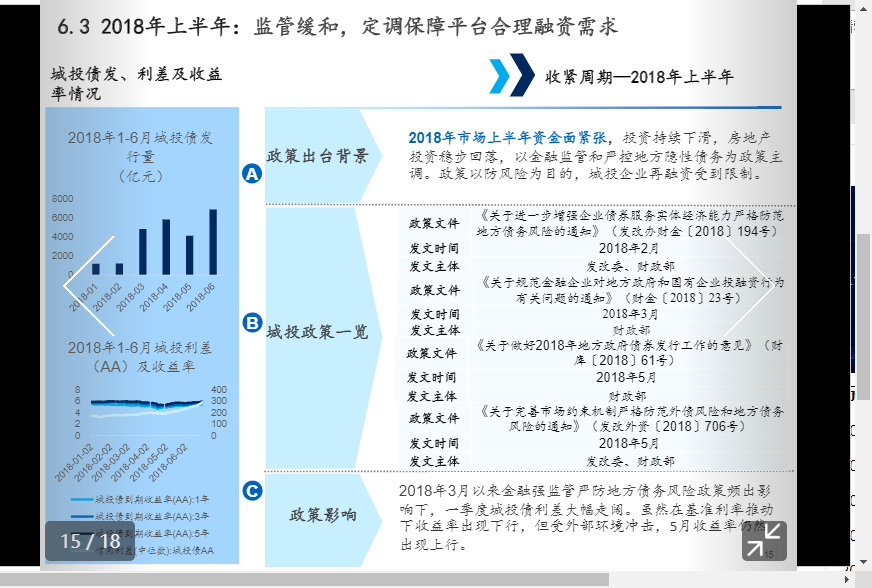 6.3 2018年上半年：监管缓和，定调保障平台合理融资需求
城投债发、利差及收益
率情况
收紧周期—2018年上半年
2018年1-6月城投债发
行量
（亿元）
8000
6000
4000
2000
0
2018-01
2018-02
2018-03
2018-04
2018-05
2018-06
2018年1-6月城投利差
（AA）及收益率
8
6
4
2
0
400
300
200
100
0
2018-01-02
2018-02-02
2018-03-02
2018-04-02
2018-05-02
2018-06-02
城投债到期收益率(AA):1年
城投债到期收益率(AA):3年
城投债到期收益率(AA):5年
信用利差(中位数):城投债AA
15 / 18
A
政策出台背景
2018年市场上半年资金面紧张，投资持续下滑，房地产
投资稳步回落，以金融监管和严控地方隐性债务为政策主
调。政策以防风险为目的，城投企业再融资受到限制。
B
城投政策一览
政策文件
《关于进一步增强企业债券服务实体经济能力严格防范
地方债务风险的通知》（发改办财金〔2018〕194号）
发文时间
2018年2月
发文主体
发改委、财政部
政策文件
《关于规范金融企业对地方政府和国有企业投融资行为
有关问题的通知》（财金〔2018〕23号）
发文时间
2018年3月
发文主体
财政部
政策文件
《关于做好2018年地方政府债券发行工作的意见》（财
库〔2018〕61号）
发文时间
2018年5月
发文主体
财政部
政策文件
《关于完善市场约束机制严格防范外债风险和地方债务
风险的通知》（发改外资〔2018〕706号）
发文时间
2018年5月
发文主体
发改委、财政部
C
政策影响
2018年3月以来金融强监管严防地方债务风险政策频出影
响下，一季度城投债利差大幅走阔。虽然在基准利率推动
下收益率出现下行，但受外部环境冲击，5月收益率仍然
出现上行。
15